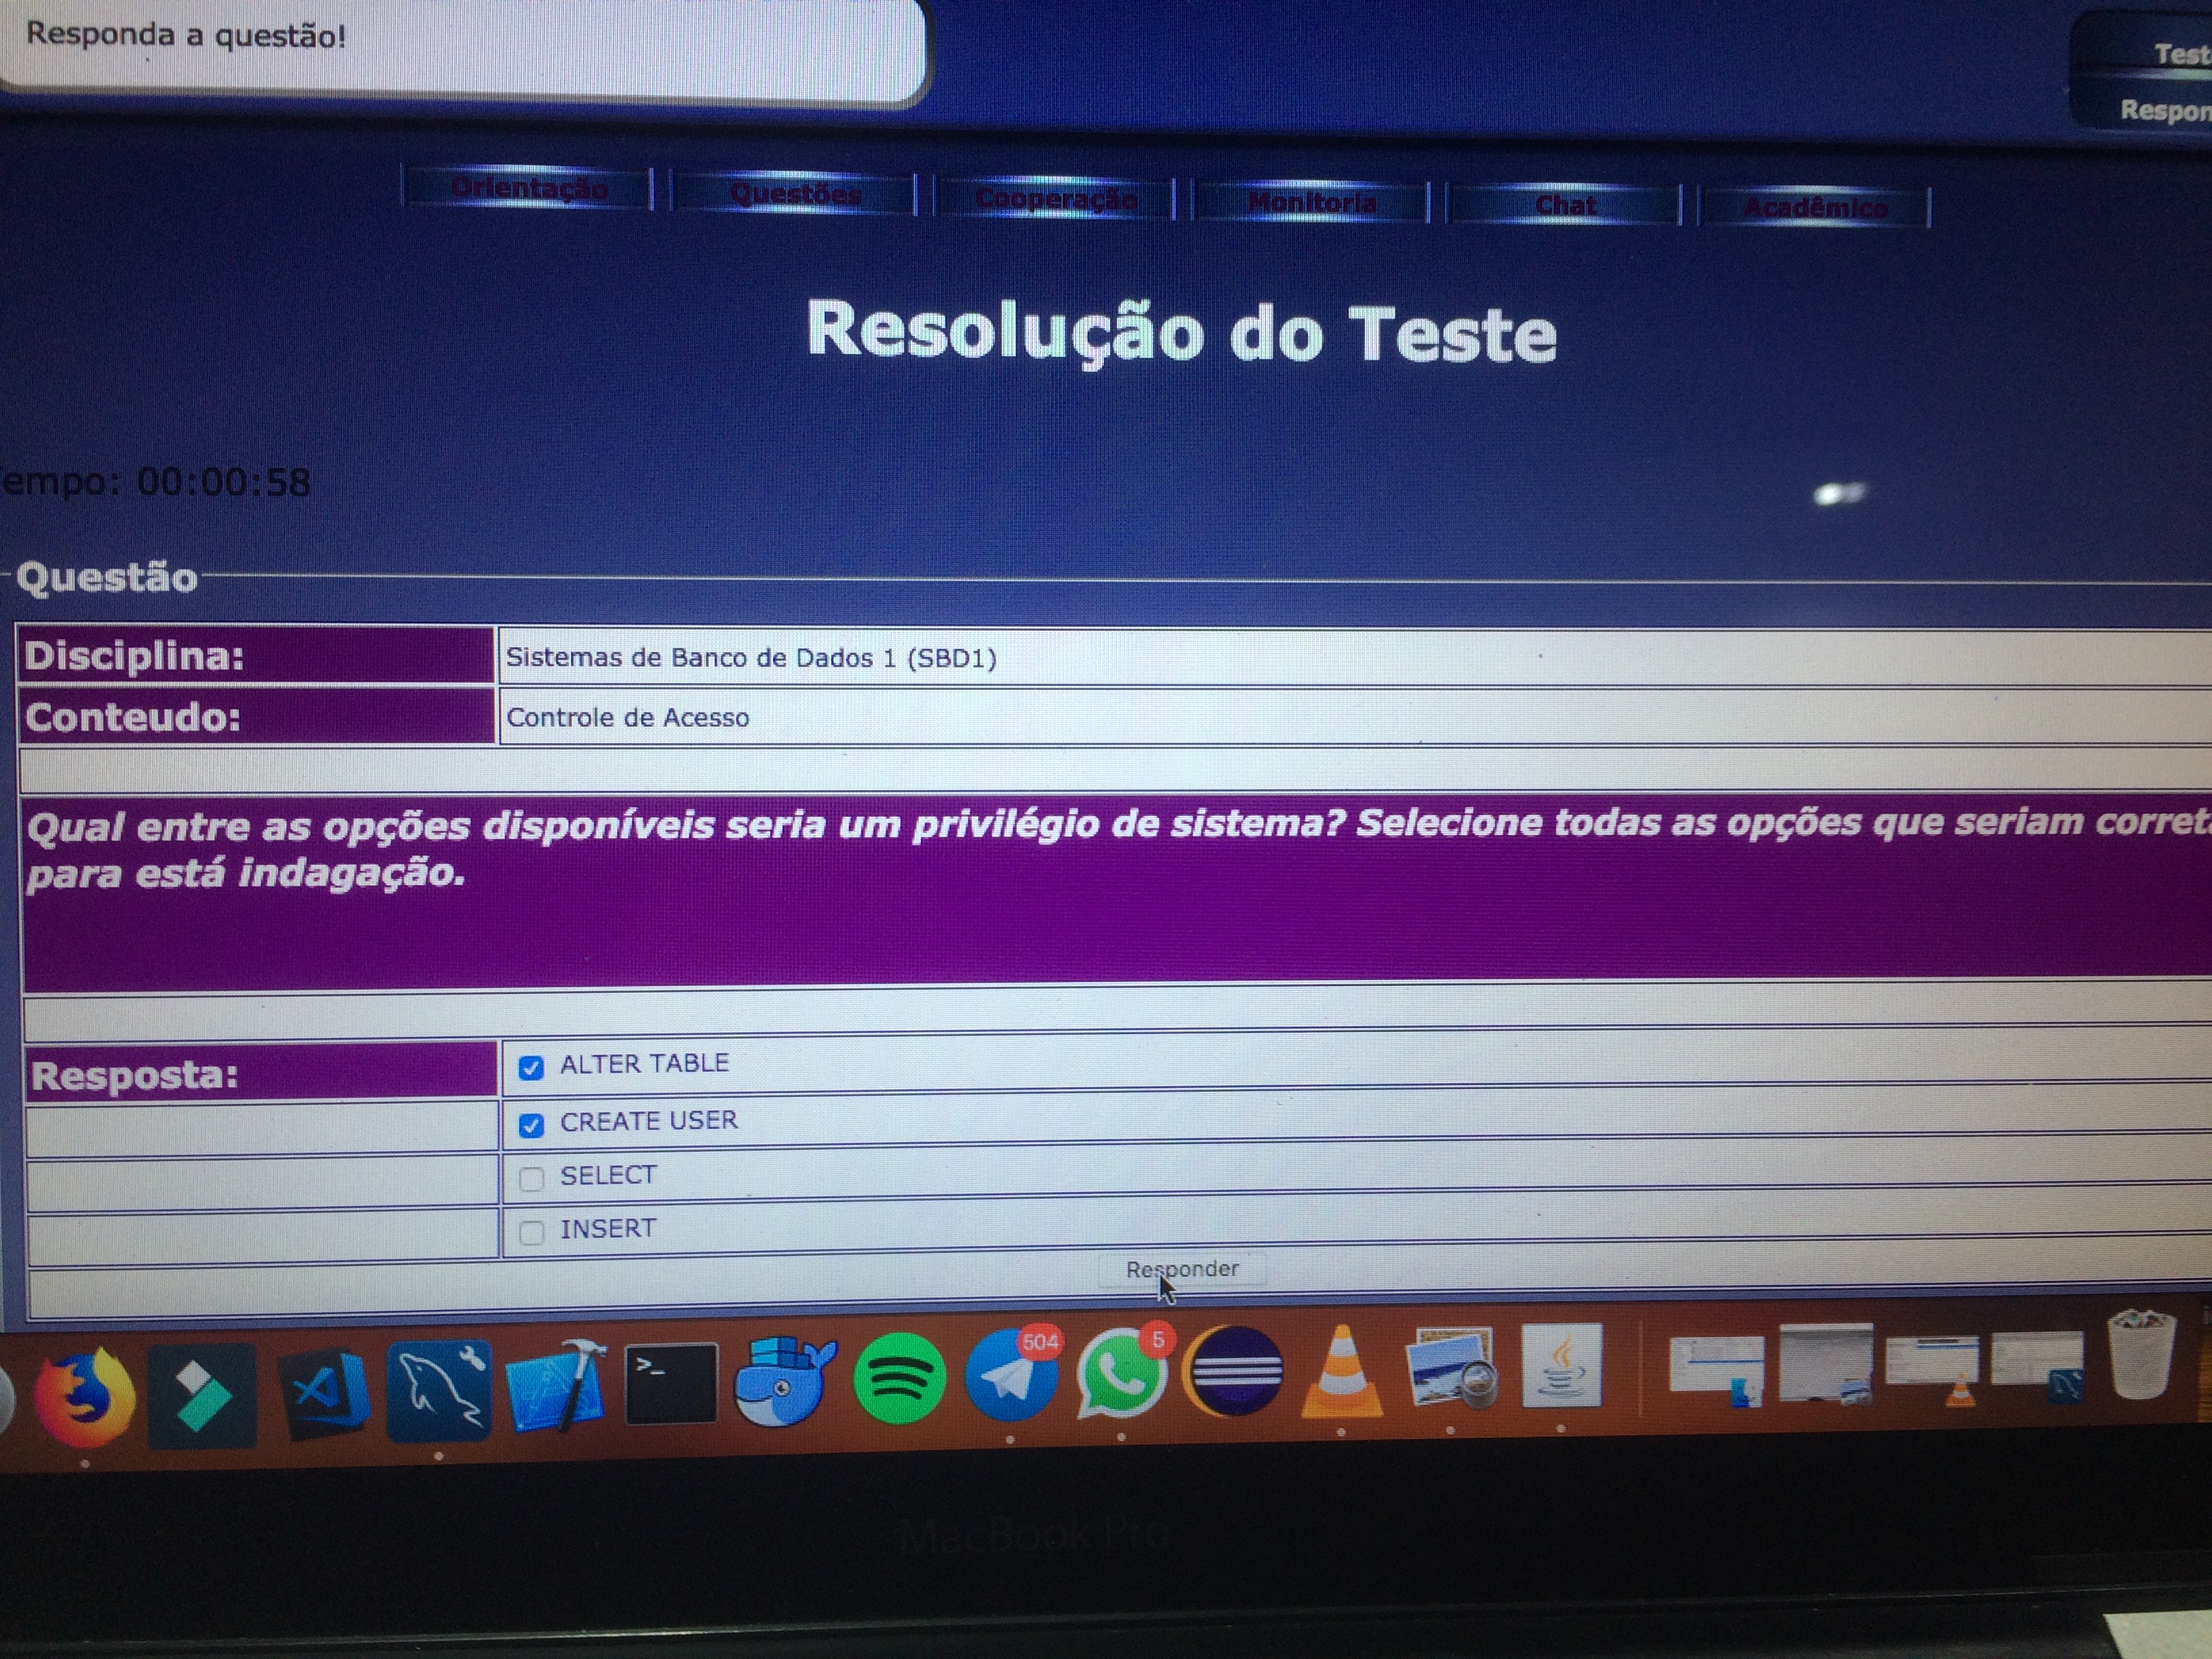 Responda a questão!
Test
Respon
Orientação
Questões
Cooperação
Monitoria
Chat
Acadêmico
Resolução do Teste
empo: 00:00:58
Questão
Disciplina: Sistemas de Banco de Dados 1 (SBD1)
Conteudo: Controle de Acesso
Qual entre as opções disponíveis seria um privilégio de sistema? Selecione todas as opções que seriam correta
para está indagação.
Resposta: ALTER TABLE
CREATE USER
SELECT
INSERT
Responder
504
5
>_
MacBook Pro